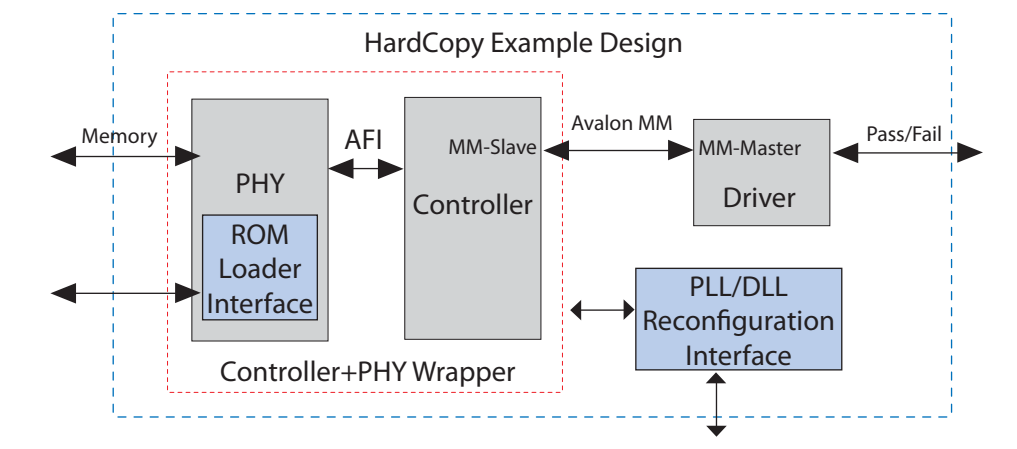 HardCopy Example Design
Memory
AFI
Avalon MM
Pass/Fail
MM-Slave
MM-Master
PHY
Controller
Driver
ROM
Loader
Interface
PLL/DLL
Reconfiguration
Interface
Controller+PHY Wrapper